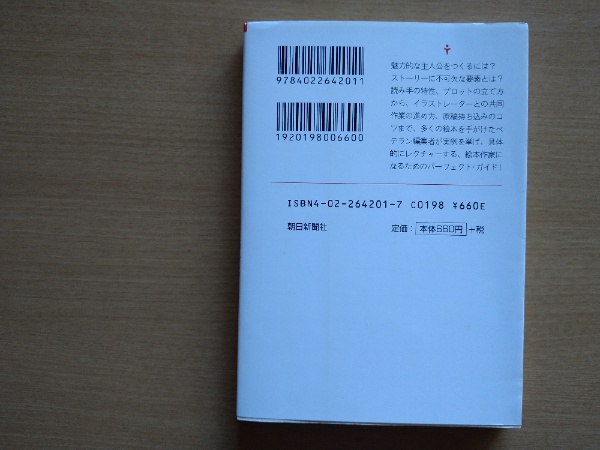 9784022642011
1920198006600
魅力的な主人公をつくるには？
ストーリーに不可欠な要素とは？
読み手の特性、プロットの立て方
から、イラストレーターとの共同
作業の進め方、原稿持ち込みのコ
ツまで、多くの絵本を手がけたベ
テラン編集者が実例を挙げ、具体
的にレクチャーする、絵本作家に
なるためのパーフェクト・ガイド！
ISBN4-02-264201-7 C0198 ¥660E
朝日新聞社
定価：本体660円＋税